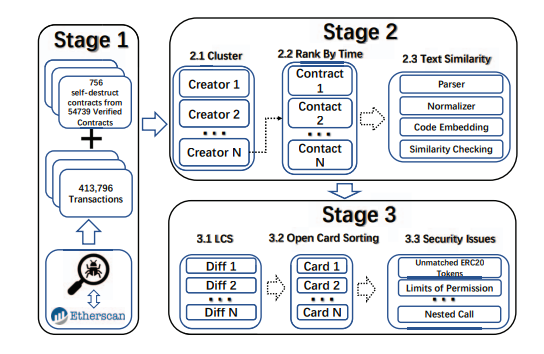 Stage 1
756
self-destruct
contracts from
54739 Verified
Contracts
+
413,796
Transactions
Etherscan
Stage 2
2.1 Cluster
Creator 1
Creator 2
...
Creator N
2.2 Rank By Time
Contract
1
Contact
2
...
Contact
N
2.3 Text Similarity
Parser
Normalizer
Code Embedding
Similarity Checking
Stage 3
3.1 LCS
Diff 1
Diff 2
...
Diff N
3.2 Open Card Sorting
Card 1
Card 2
...
Card N
3.3 Security Issues
Unmatched ERC20
Tokens
Limits of Permission
...
Nested Call